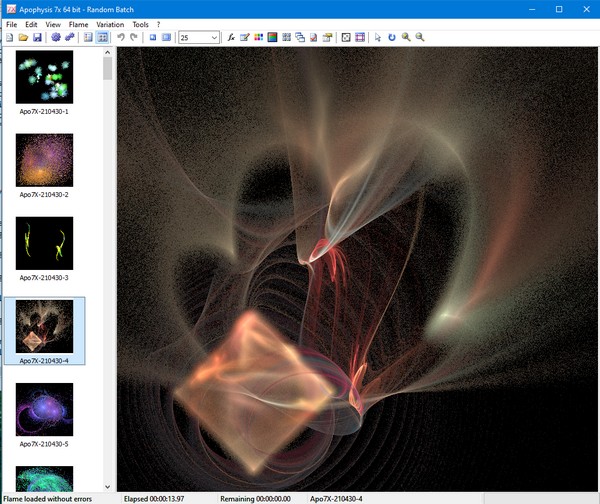 Apophysis 7x 64 bit - Random Batch
File Edit View Flame Variation Tools ?
25
Apo7X-210430-1
Apo7X-210430-2
Apo7X-210430-3
Apo7X-210430-4
Apo7X-210430-5
Flame loaded without errors Elapsed 00:00:13.97 Remaining 00:00:00.00 Apo7X-210430-4